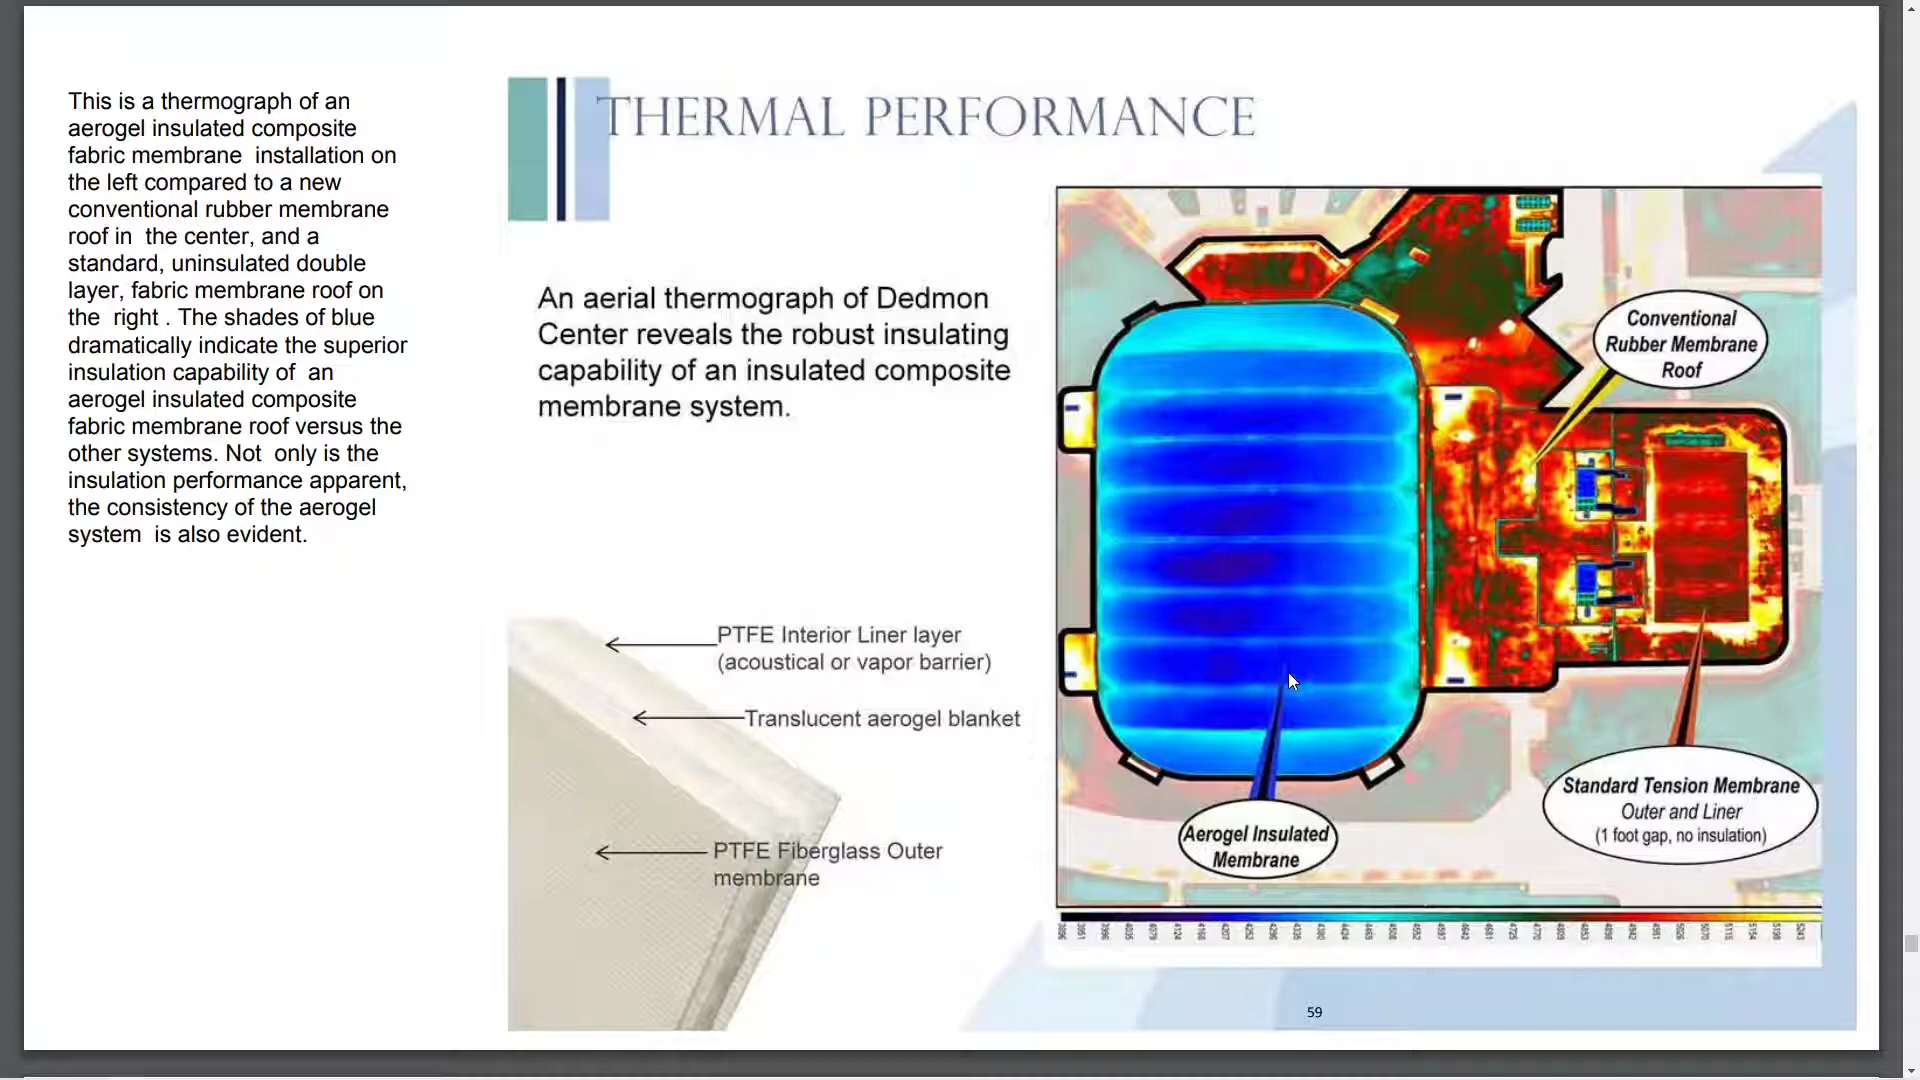 This is a thermograph of an
aerogel insulated composite
fabric membrane  installation on
the left compared to a new
conventional rubber membrane
roof in  the center, and a
standard, uninsulated double
layer, fabric membrane roof on
the  right . The shades of blue
dramatically indicate the superior
insulation capability of  an
aerogel insulated composite
fabric membrane roof versus the
other systems. Not  only is the
insulation performance apparent,
the consistency of the aerogel
system  is also evident.
THERMAL PERFORMANCE
An aerial thermograph of Dedmon
Center reveals the robust insulating
capability of an insulated composite
membrane system.
PTFE Interior Liner layer
(acoustical or vapor barrier)
Translucent aerogel blanket
PTFE Fiberglass Outer
membrane
Conventional
Rubber Membrane
Roof
Aerogel Insulated
Membrane
Standard Tension Membrane
Outer and Liner
(1 foot gap, no insulation)
59